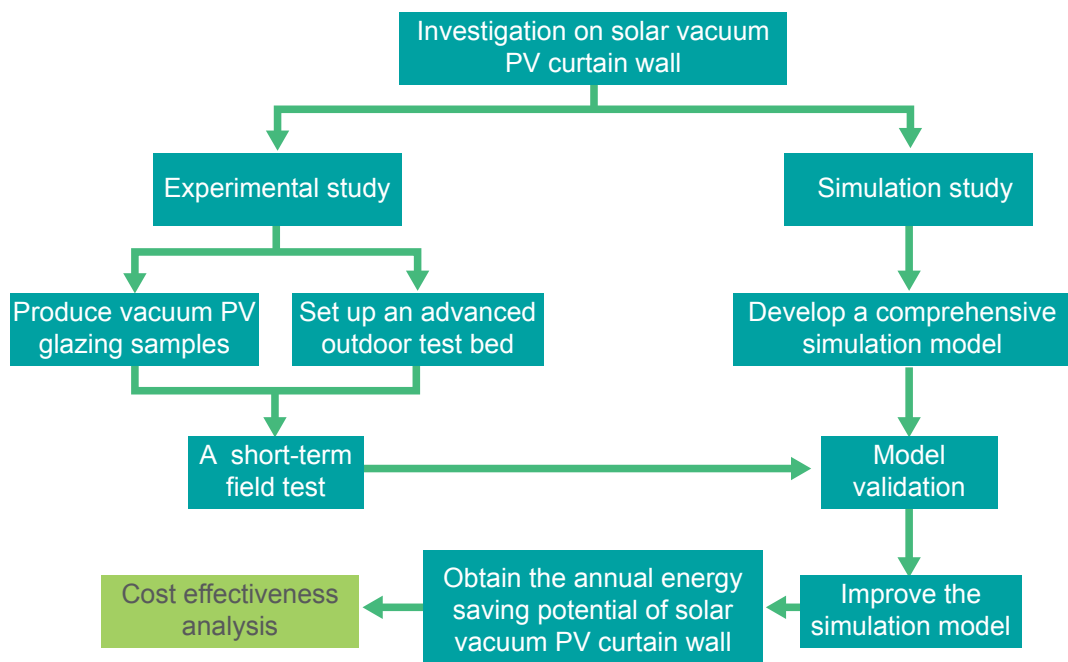 Investigation on solar vacuum
PV curtain wall
Experimental study
Simulation study
Produce vacuum PV
glazing samples
Set up an advanced
outdoor test bed
Develop a comprehensive
simulation model
A short-term
field test
Model
validation
Cost effectiveness
analysis
Obtain the annual energy
saving potential of solar
vacuum PV curtain wall
Improve the
simulation model